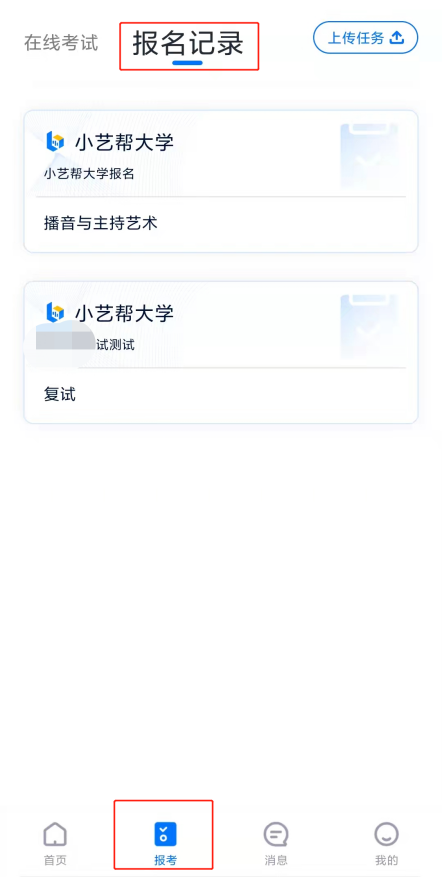 在线考试
报名记录
上传任务
小艺帮大学
小艺帮大学报名
播音与主持艺术
小艺帮大学
试测试
复试
首页
报考
消息
我的